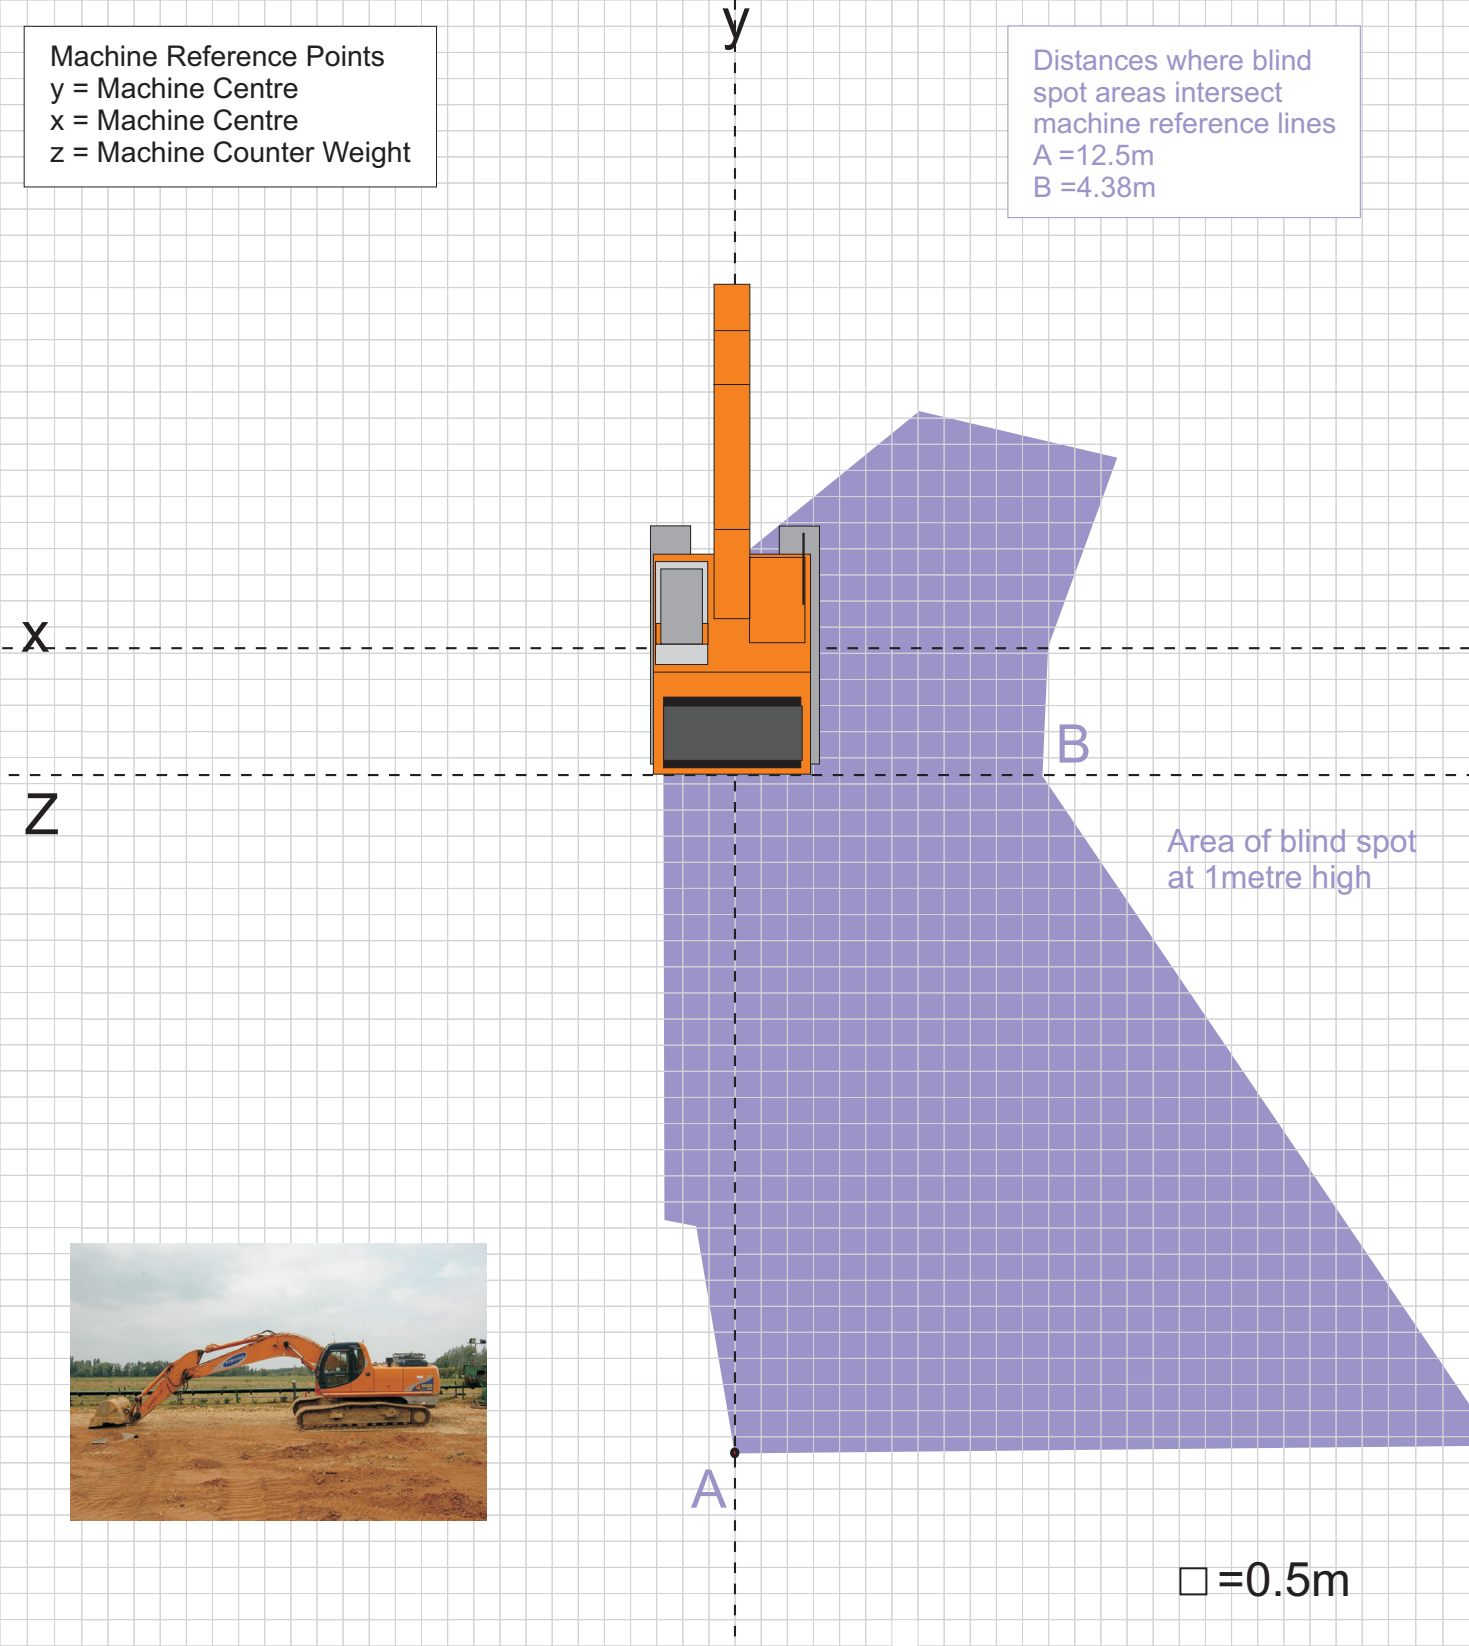 y
Machine Reference Points
y = Machine Centre
x = Machine Centre
z = Machine Counter Weight
Distances where blind
spot areas intersect
machine reference lines
A =12.5m
B =4.38m
x
B
Z
Area of blind spot
at 1metre high
A
=0.5m